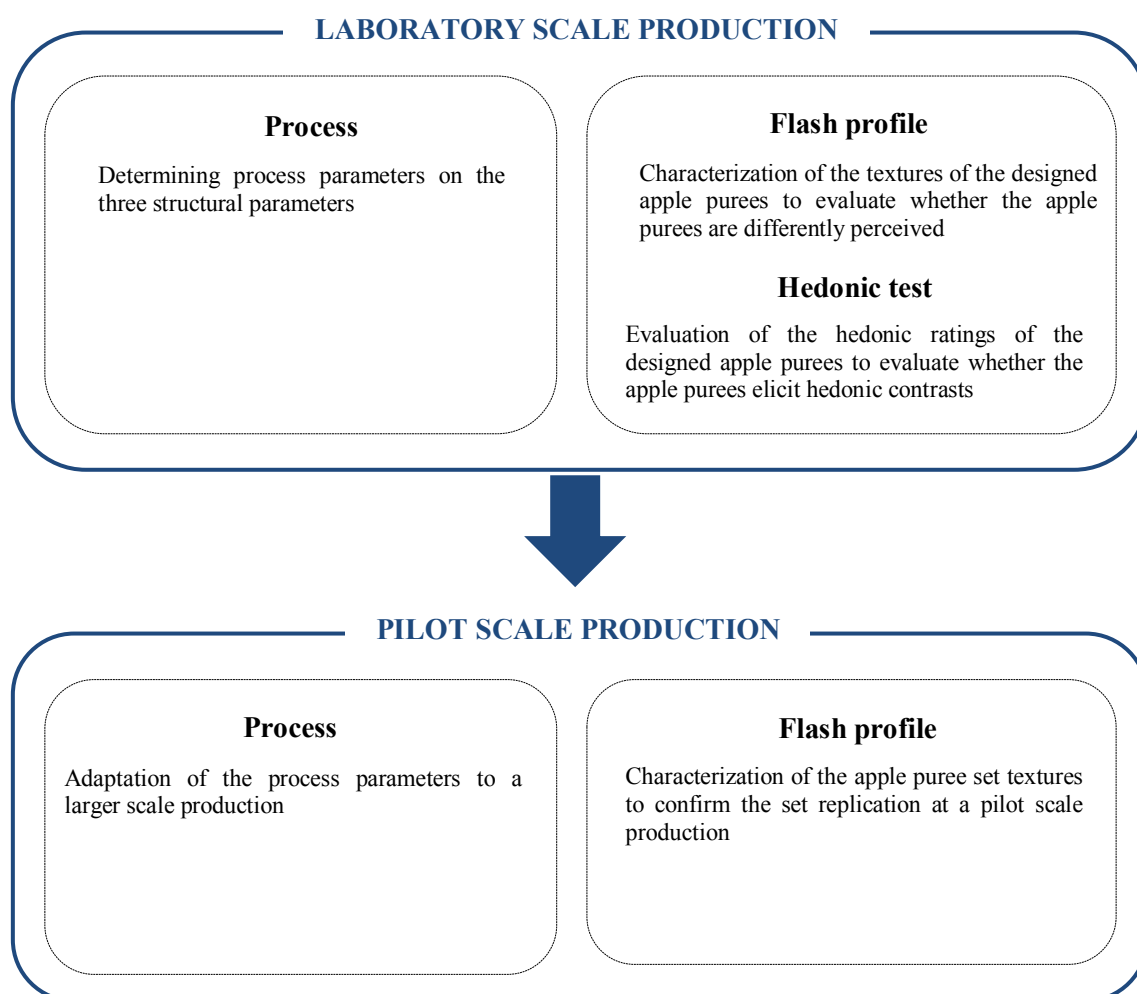 LABORATORY SCALE PRODUCTION
Process
Determining process parameters on the
three structural parameters
Flash profile
Characterization of the textures of the designed
apple purees to evaluate whether the apple
purees are differently perceived
Hedonic test
Evaluation of the hedonic ratings of the
designed apple purees to evaluate whether the
apple purees elicit hedonic contrasts
PILOT SCALE PRODUCTION
Process
Adaptation of the process parameters to a
larger scale production
Flash profile
Characterization of the apple puree set textures
to confirm the set replication at a pilot scale
production